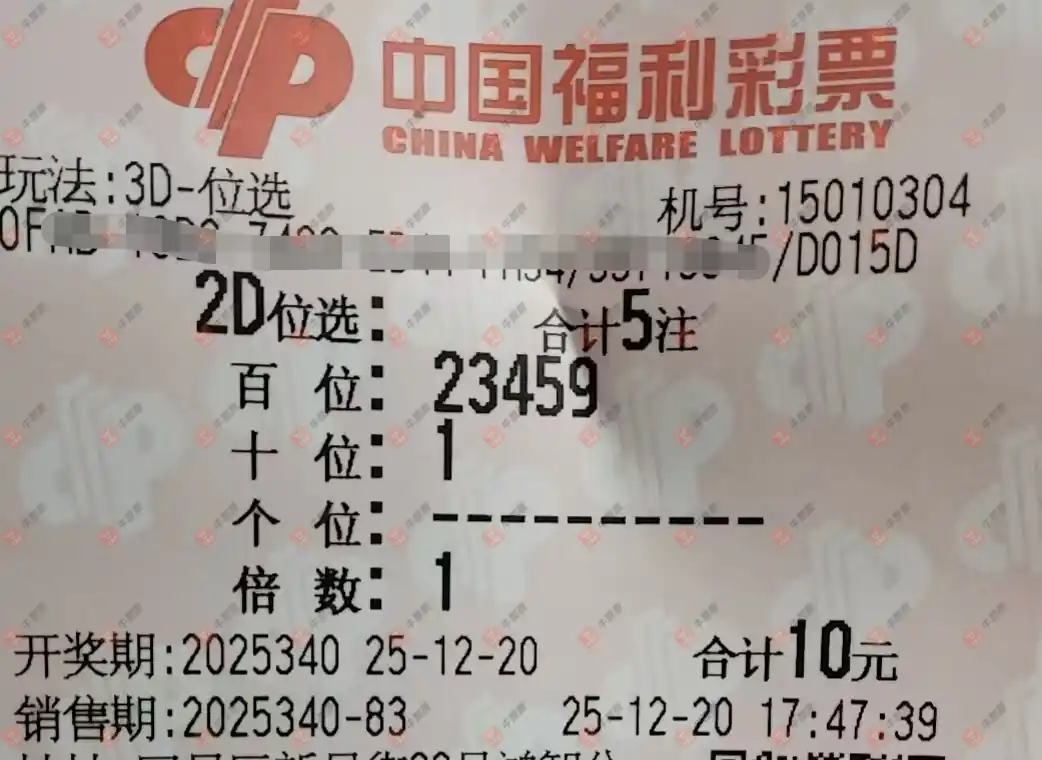 中国福利彩票
CHINA WELFARE LOTTERY
玩法:3D-位选
机号:15010304
/D015D
2D位选: 合计5注
百 位: 23459
十 位: 1
个 位: ----------
倍 数: 1
开奖期:2025340 25-12-20 合计10元
销售期:2025340-83 25-12-20 17:47:39